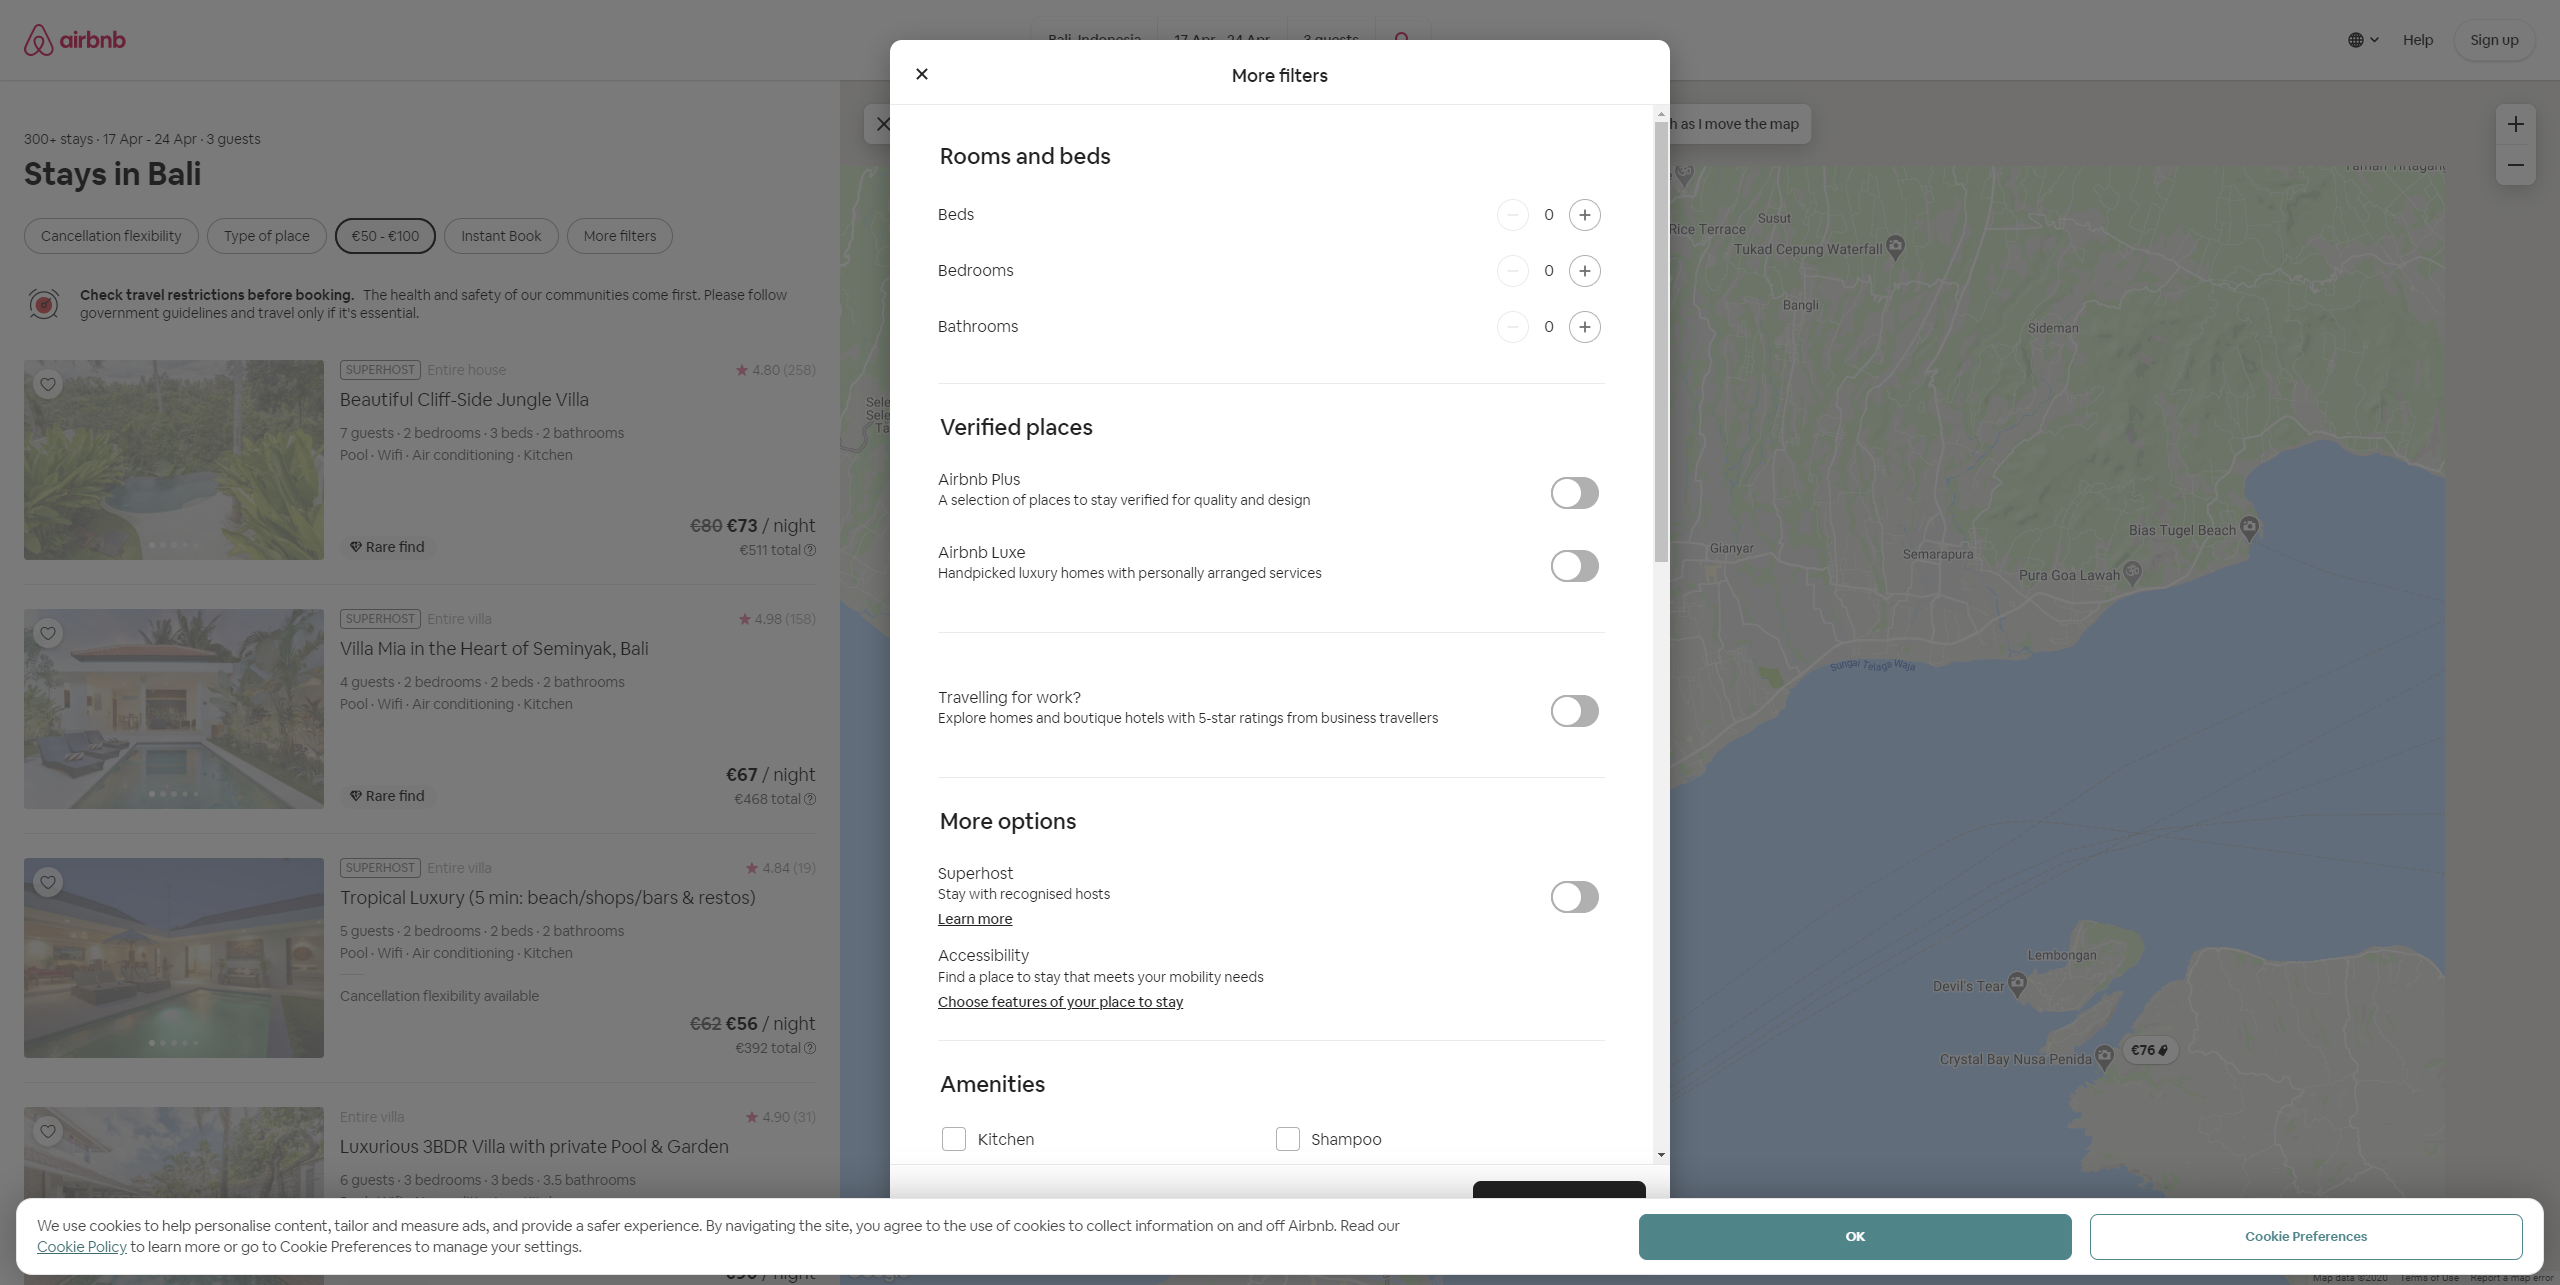 airbnb
Bali, Indonesia
17 Apr - 24 Apr
3 guests
Help
Sign up
300+ stays · 17 Apr - 24 Apr · 3 guests
Stays in Bali
Cancellation flexibility
Type of place
€50 - €100
Instant Book
More filters
Check travel restrictions before booking. The health and safety of our communities come first. Please follow
government guidelines and travel only if it's essential.
SUPERHOST Entire house
4.80 (258)
Beautiful Cliff-Side Jungle Villa
7 guests · 2 bedrooms · 3 beds · 2 bathrooms
Pool · Wifi · Air conditioning · Kitchen
€80 €73 / night
Rare find
€511 total
SUPERHOST Entire villa
4.98 (158)
Villa Mia in the Heart of Seminyak, Bali
4 guests · 2 bedrooms · 2 beds · 2 bathrooms
Pool · Wifi · Air conditioning · Kitchen
€67 / night
Rare find
€468 total
SUPERHOST Entire villa
4.84 (19)
Tropical Luxury (5 min: beach/shops/bars & restos)
5 guests · 2 bedrooms · 2 beds · 2 bathrooms
Pool · Wifi · Air conditioning · Kitchen
Cancellation flexibility available
€62 €56 / night
€392 total
Entire villa
4.90 (31)
Luxurious 3BDR Villa with private Pool & Garden
6 guests · 3 bedrooms · 3 beds · 3.5 bathrooms
More filters
Rooms and beds
Beds
0
Bedrooms
0
Bathrooms
0
Verified places
Airbnb Plus
A selection of places to stay verified for quality and design
Airbnb Luxe
Handpicked luxury homes with personally arranged services
Travelling for work?
Explore homes and boutique hotels with 5-star ratings from business travellers
More options
Superhost
Stay with recognised hosts
Learn more
Accessibility
Find a place to stay that meets your mobility needs
Choose features of your place to stay
Amenities
Kitchen
Shampoo
as I move the map
Susut
Rice Terrace
Tukad Cepung Waterfall
Bangli
Sideman
Bias Tugel Beach
Gianyar
Semarapura
Pura Goa Lawah
Sungai Telaga Waja
Lembongan
Devil's Tear
Crystal Bay Nusa Penida
€76
We use cookies to help personalise content, tailor and measure ads, and provide a safer experience. By navigating the site, you agree to the use of cookies to collect information on and off Airbnb. Read our
Cookie Policy to learn more or go to Cookie Preferences to manage your settings.
OK
Cookie Preferences
Map data ©2020
Terms of Use
Report a map error